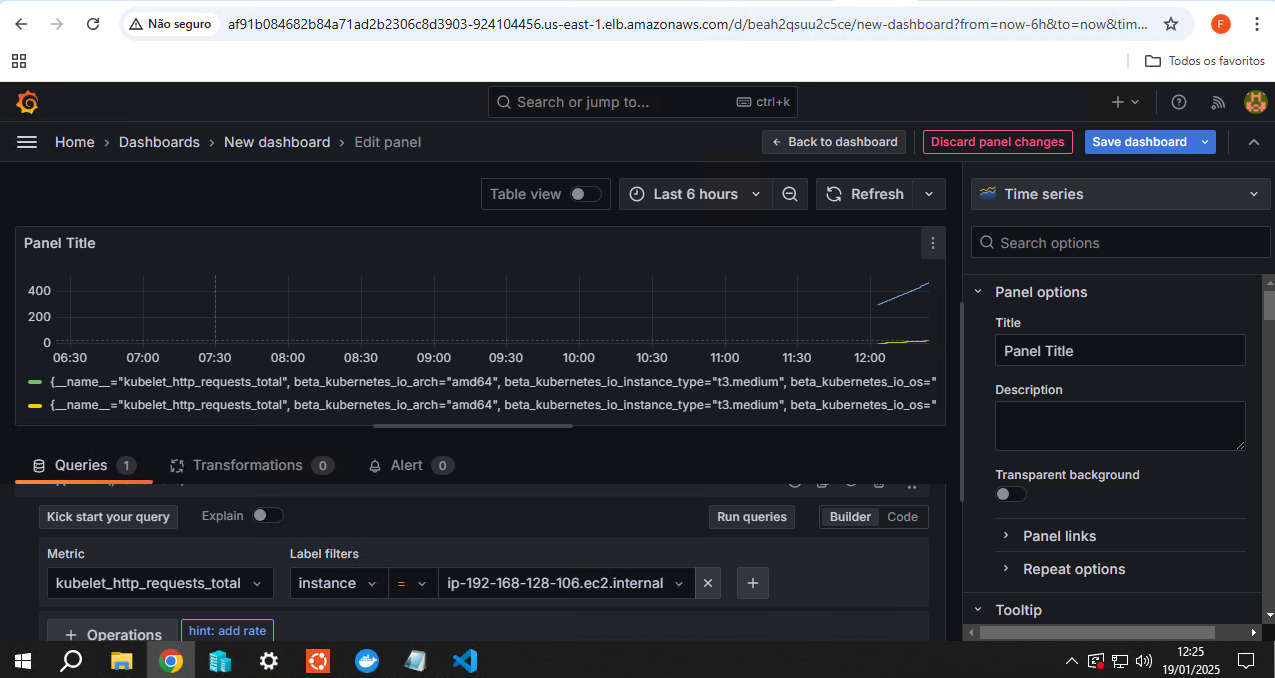 Não seguro af91b084682b84a71ad2b2306c8d3903-924104456.us-east-1.elb.amazonaws.com/d/beah2qsuu2c5ce/new-dashboard?from=now-6h&to=now&tim... F
Todos os favoritos
Search or jump to... ctrl+k
Home › Dashboards › New dashboard › Edit panel
Back to dashboard
Discard panel changes
Save dashboard
Table view
Last 6 hours
Refresh
Time series
Search options
Panel Title
400
200
0
06:30 07:00 07:30 08:00 08:30 09:00 09:30 10:00 10:30 11:00 11:30 12:00
{__name__="kubelet_http_requests_total", beta_kubernetes_io_arch="amd64", beta_kubernetes_io_instance_type="t3.medium", beta_kubernetes_io_os="
{__name__="kubelet_http_requests_total", beta_kubernetes_io_arch="amd64", beta_kubernetes_io_instance_type="t3.medium", beta_kubernetes_io_os="
Queries 1
Transformations 0
Alert 0
Kick start your query
Explain
Run queries
Builder Code
Metric
Label filters
kubelet_http_requests_total
instance = ip-192-168-128-106.ec2.internal
+ Operations
hint: add rate
Panel options
Title
Panel Title
Description
Transparent background
Panel links
Repeat options
Tooltip
12:25
19/01/2025